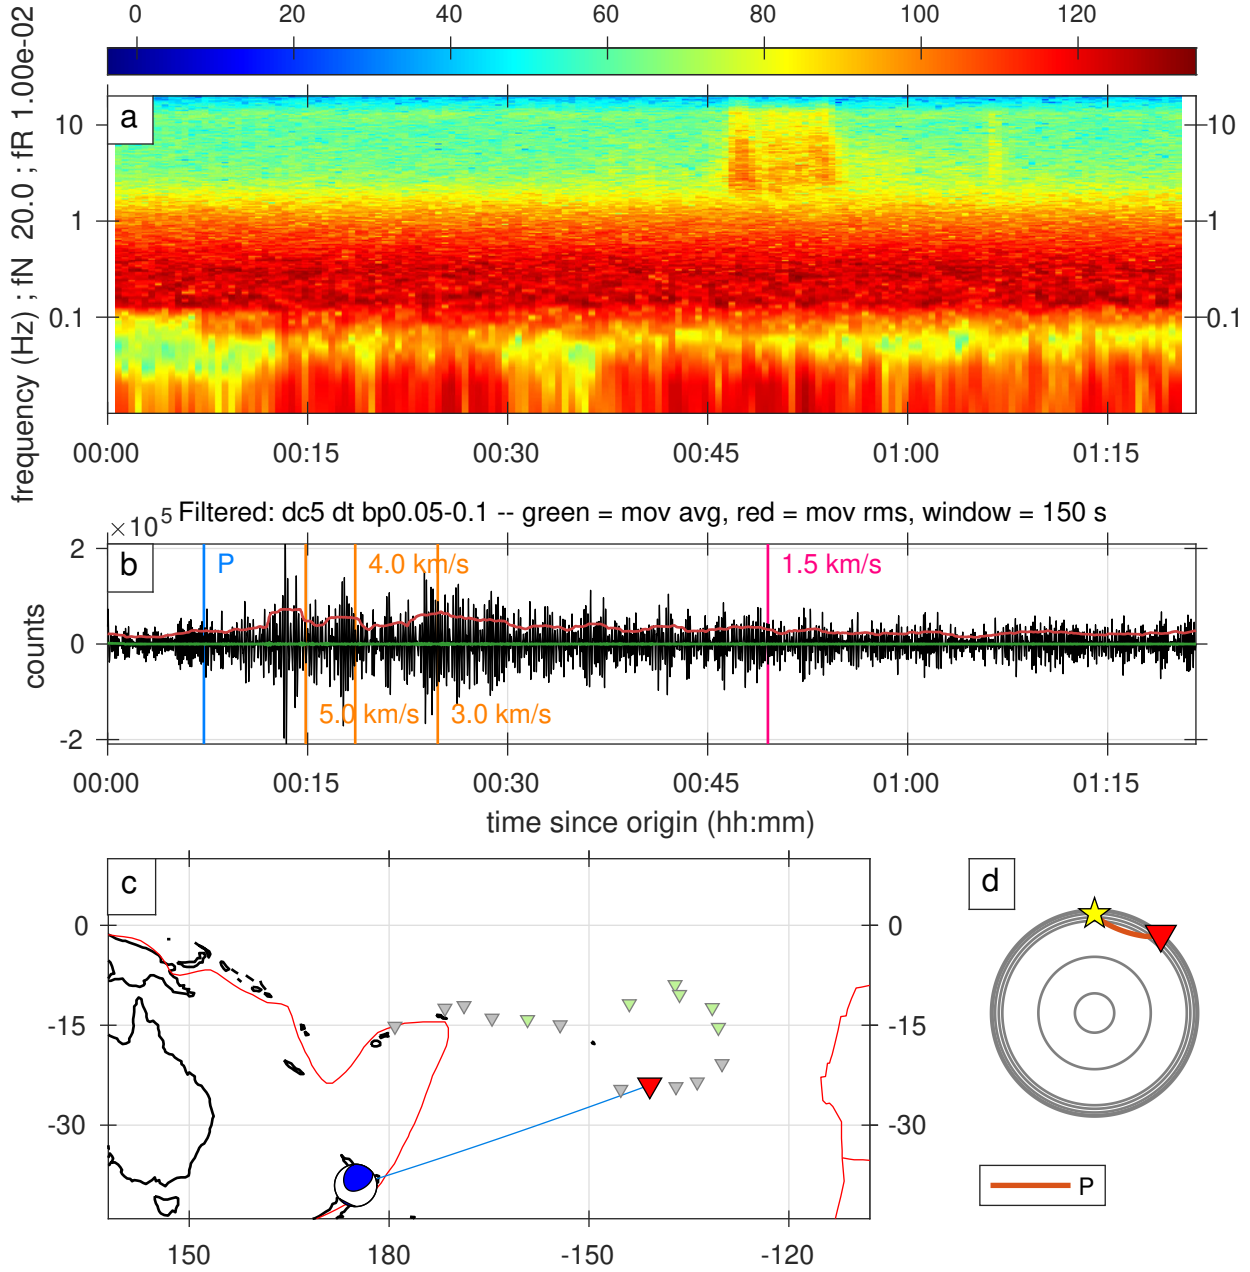 0 20 40 60 80 100 120
frequency (Hz) ; fN 20.0 ; fR 1.00e-02
a
10 10
1 1
0.1 0.1
00:00 00:15 00:30 00:45 01:00 01:15
×10^5 Filtered: dc5 dt bp0.05-0.1 -- green = mov avg, red = mov rms, window = 150 s
b
P 4.0 km/s 1.5 km/s
5.0 km/s 3.0 km/s
counts
2
0
-2
00:00 00:15 00:30 00:45 01:00 01:15
time since origin (hh:mm)
c
0 0
-15 -15
-30 -30
150 180 -150 -120
d
P